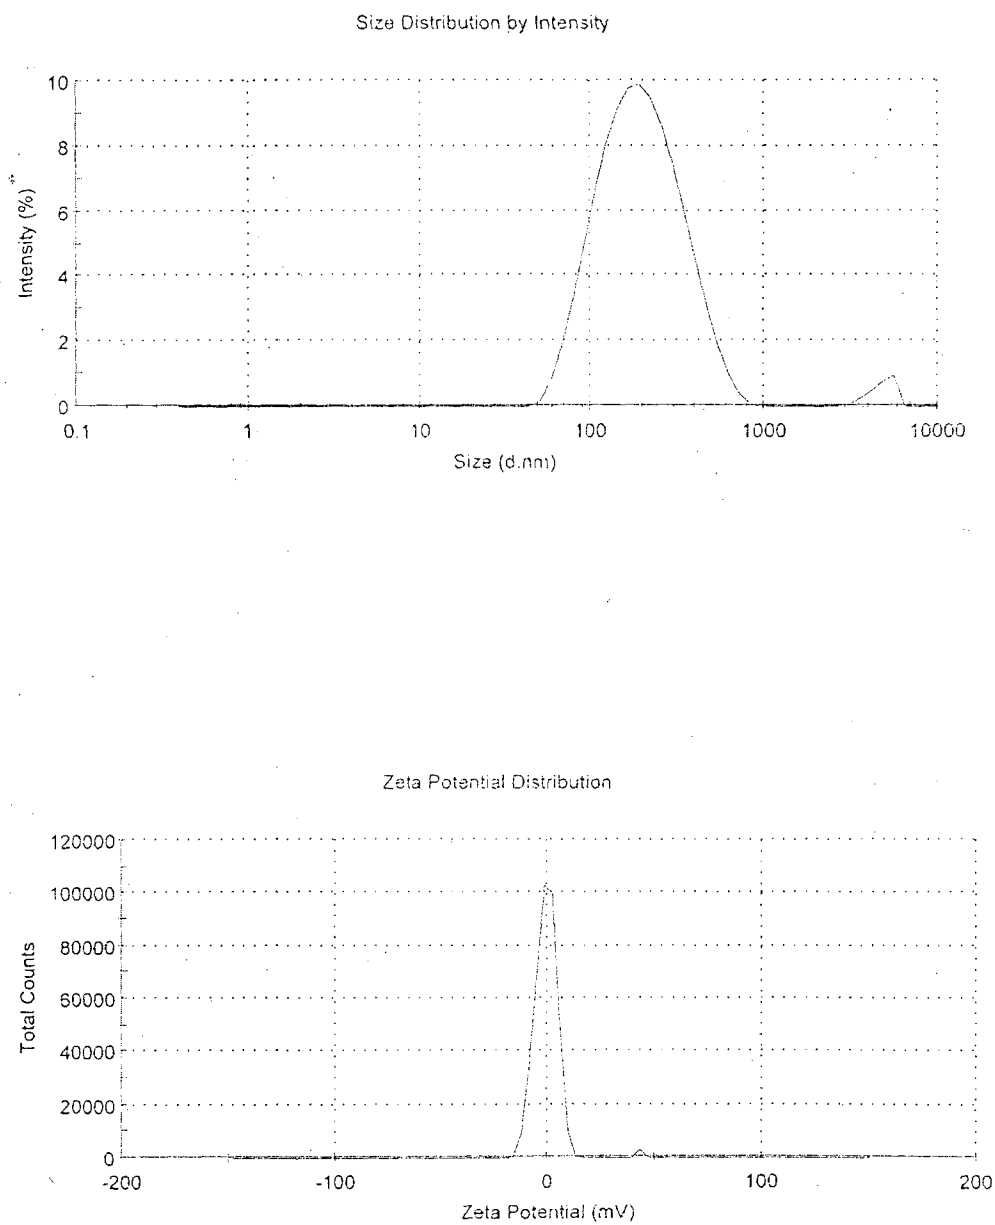 Size Distribution by Intensity
10
8
6
4
2
0
Intensity (%)
0.1 1 10 100 1000 10000
Size (d.nm)
Zeta Potential Distribution
120000
100000
80000
60000
40000
20000
0
Total Counts
-200 -100 0 100 200
Zeta Potential (mV)